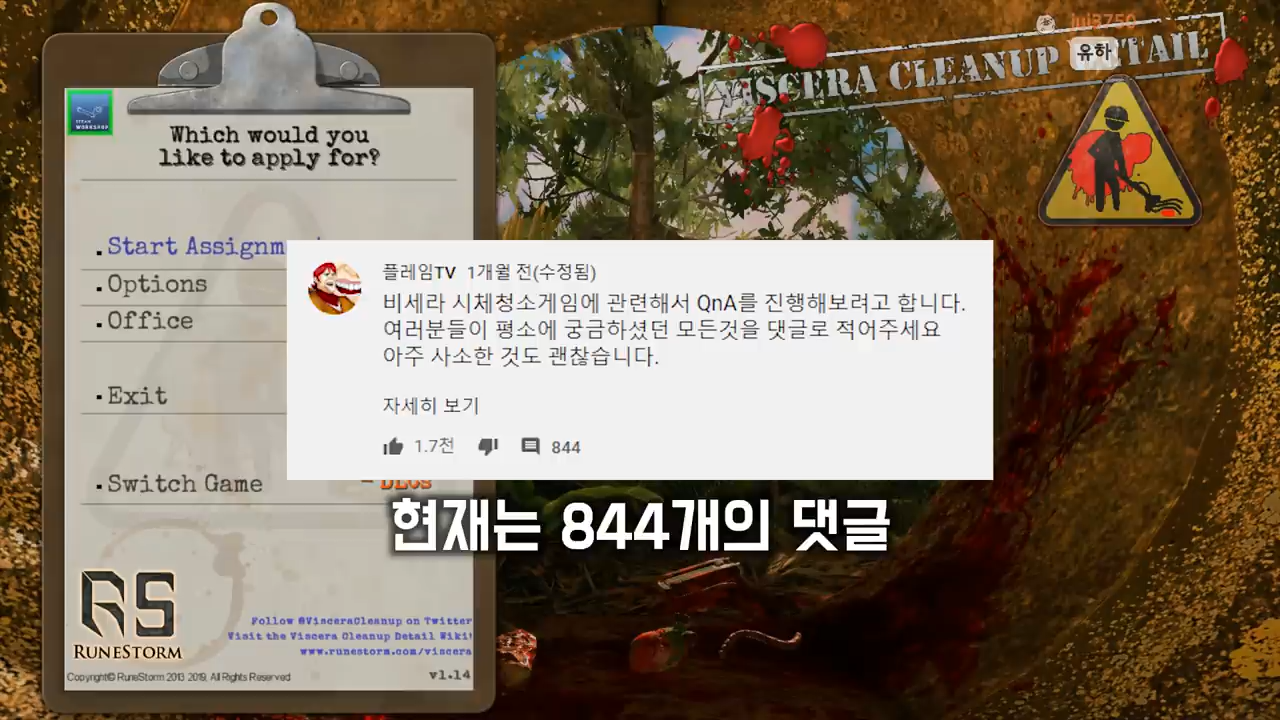 jul3750
유하
VISCERA CLEANUP DETAIL
STEAM WORKSHOP
Which would you
like to apply for?
Start Assignm
Options
Office
Exit
Switch Game
- DLCs
플레임TV 1개월 전(수정됨)
비세라 시체청소게임에 관련해서 QnA를 진행해보려고 합니다.
여러분들이 평소에 궁금하셨던 모든것을 댓글로 적어주세요
아주 사소한 것도 괜찮습니다.
자세히 보기
1.7천 844
현재는 844개의 댓글
RS
RUNESTORM
Follow @VisceraCleanup on Twitter
Visit the Viscera Cleanup Detail Wiki!
www.runestorm.com/viscera
Copyright© RuneStorm 2013-2019, All Rights Reserved
v1.14